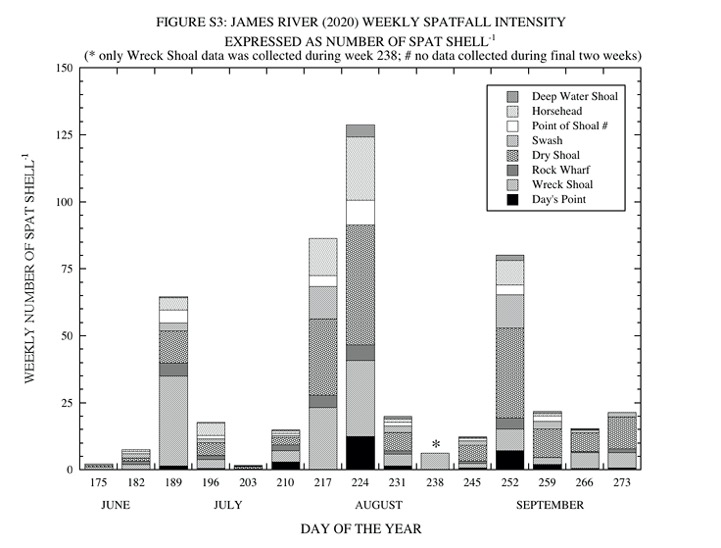 FIGURE S3: JAMES RIVER (2020) WEEKLY SPATFALL INTENSITY
EXPRESSED AS NUMBER OF SPAT SHELL-1
(* only Wreck Shoal data was collected during week 238; # no data collected during final two weeks)
WEEKLY NUMBER OF SPAT SHELL-1
150
125
100
75
50
25
0
Deep Water Shoal
Horsehead
Point of Shoal #
Swash
Dry Shoal
Rock Wharf
Wreck Shoal
Day's Point
*
175 182 189 196 203 210 217 224 231 238 245 252 259 266 273
JUNE JULY AUGUST SEPTEMBER
DAY OF THE YEAR